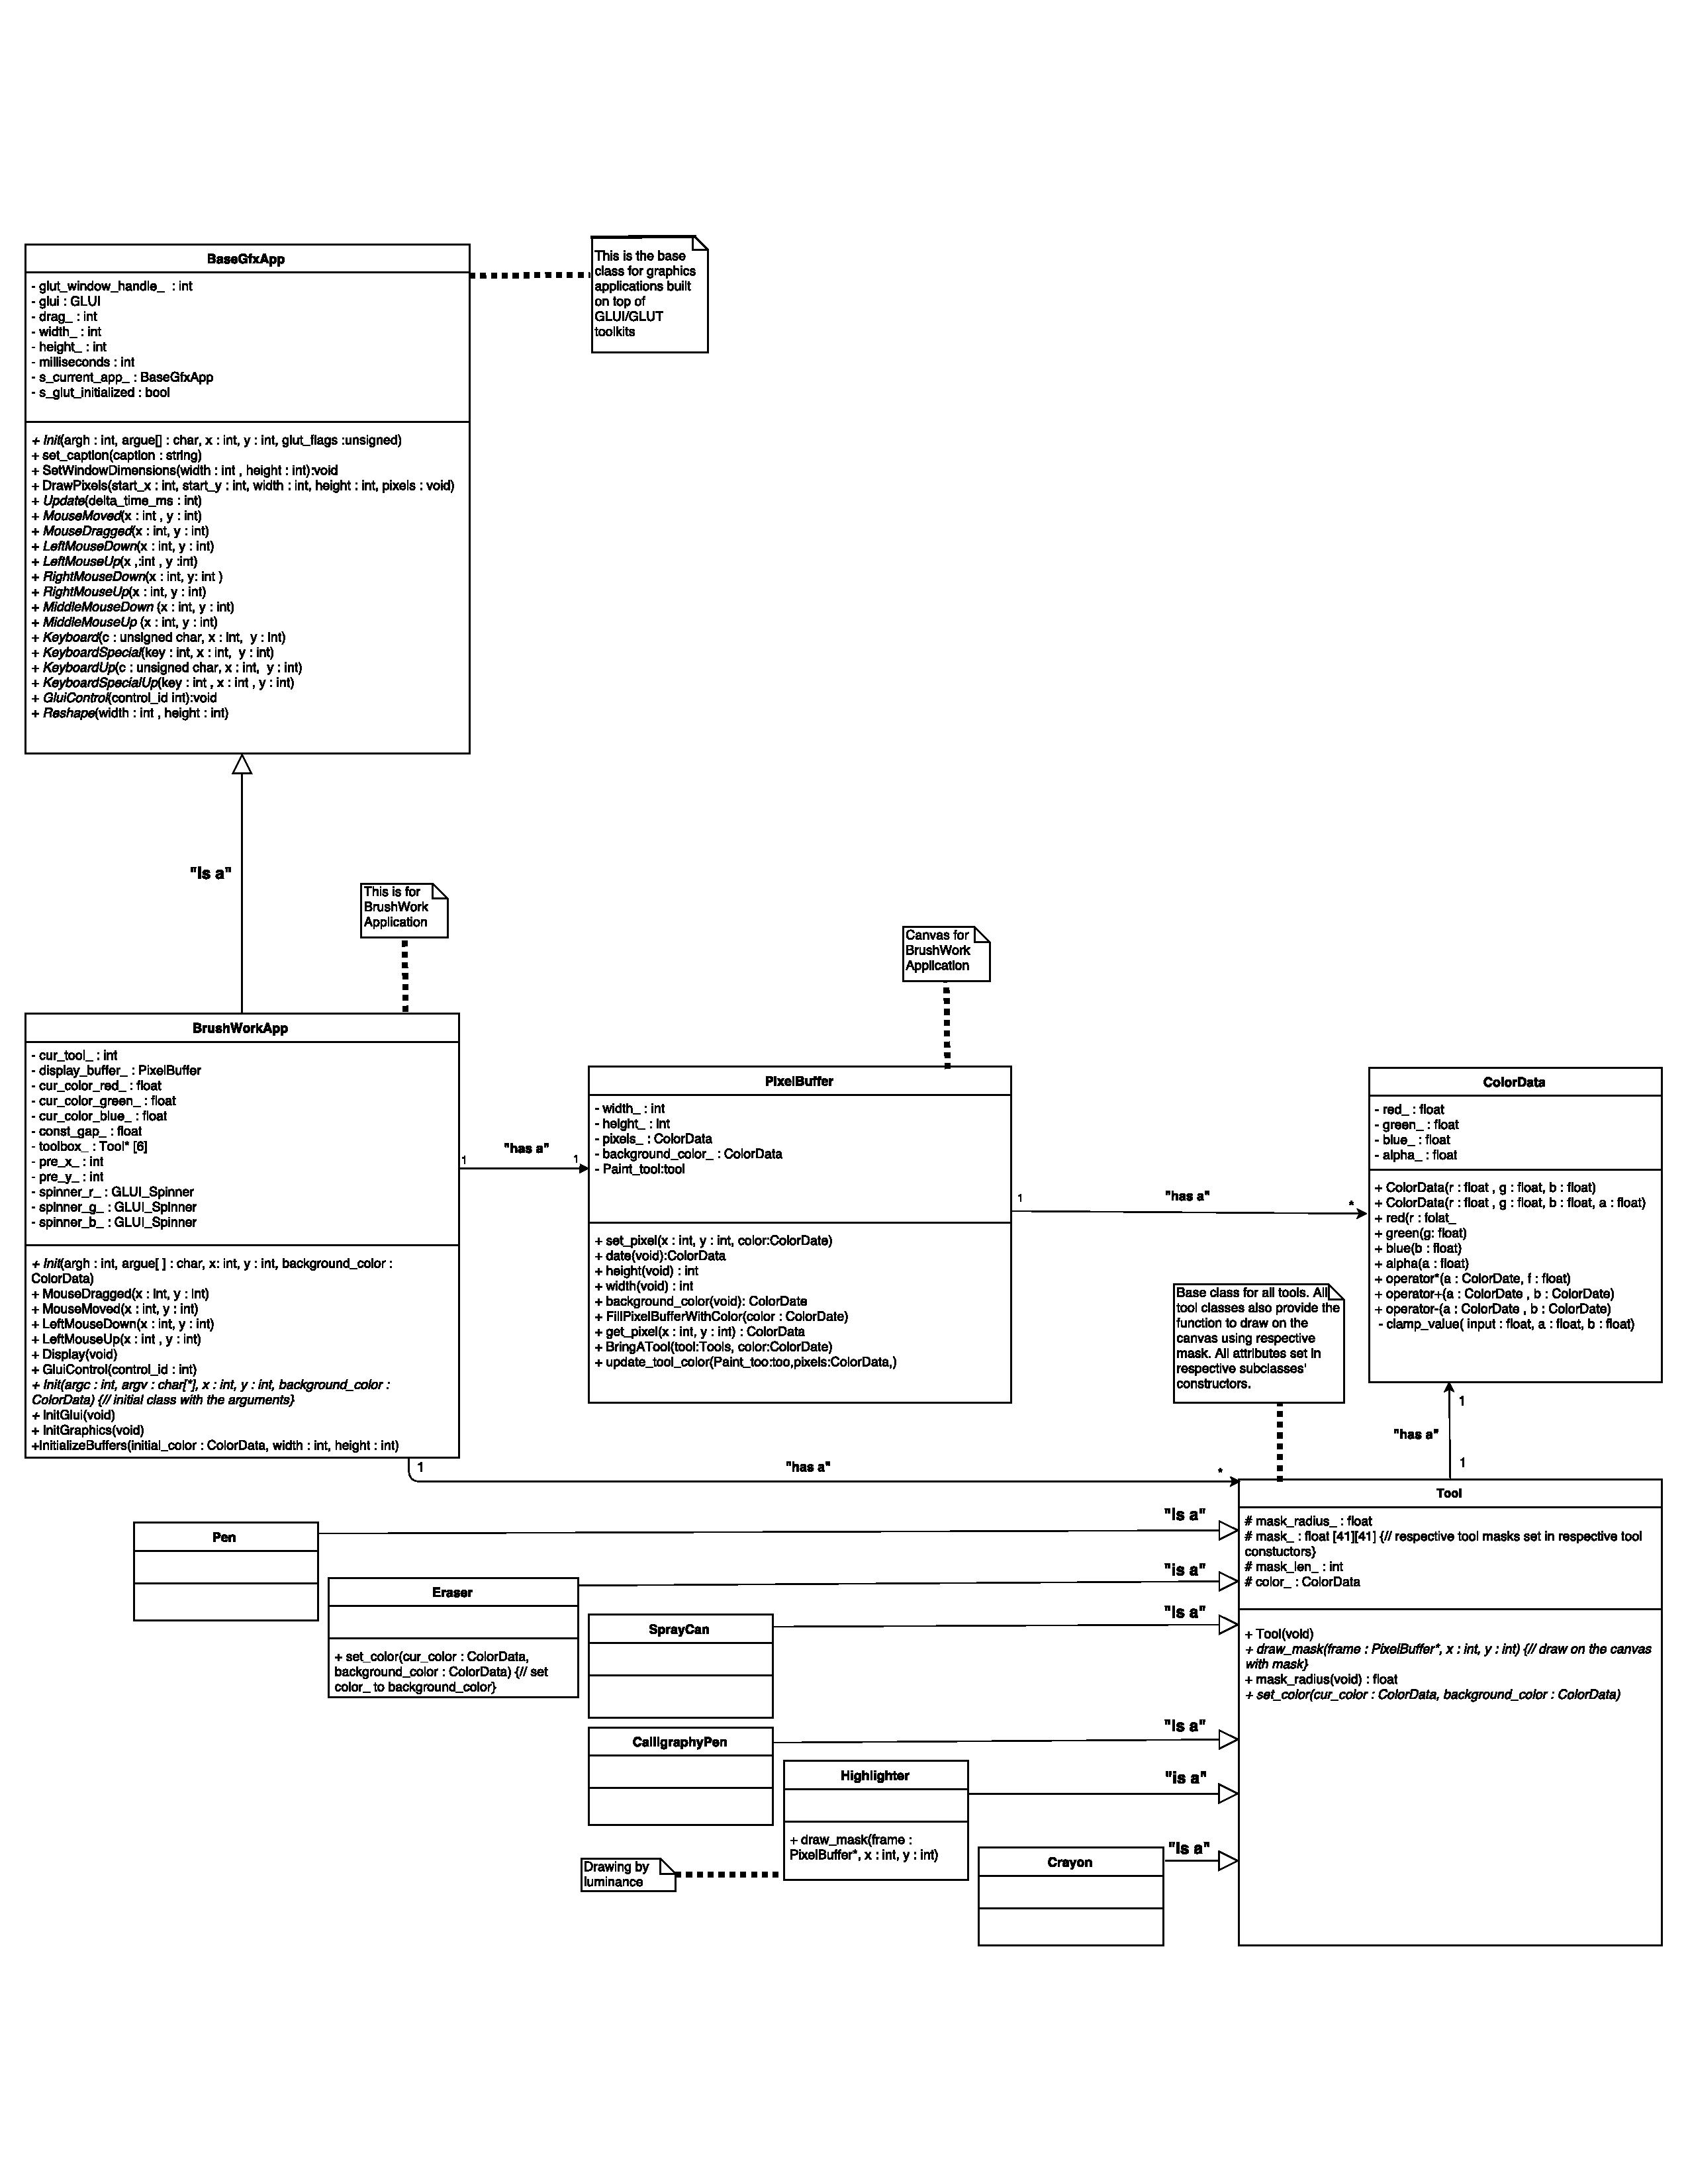 BaseGfxApp
- glut_window_handle_ : int
- glui : GLUI
- drag_ : int
- width_ : int
- height_ : int
- milliseconds : int
- s_current_app_ : BaseGfxApp
- s_glut_initialized : bool
+ Init(argh : int, argue[] : char, x : int, y : int, glut_flags :unsigned)
+ set_caption(caption : string)
+ SetWindowDimensions(width : int , height : int):void
+ DrawPixels(start_x : int, start_y : int, width : int, height : int, pixels : void)
+ Update(delta_time_ms : int)
+ MouseMoved(x : int , y : int)
+ MouseDragged(x : int, y : int)
+ LeftMouseDown(x : int, y : int)
+ LeftMouseUp(x ,:int , y :int)
+ RightMouseDown(x : int, y: int )
+ RightMouseUp(x : int, y: int)
+ MiddleMouseDown (x : int, y : int)
+ MiddleMouseUp (x : int, y : int)
+ Keyboard(c : unsigned char, x : int, y : int)
+ KeyboardSpecial(key : int, x : int, y : int)
+ KeyboardUp(c : unsigned char, x : int, y : int)
+ KeyboardSpecialUp(key : int , x : int , y : int)
+ GluiControl(control_id int):void
+ Reshape(width : int , height : int)
This is the base
class for graphics
applications built
on top of
GLUI/GLUT
toolkits
"is a"
This is for
BrushWork
Application
Canvas for
BrushWork
Application
BrushWorkApp
- cur_tool_ : int
- display_buffer_ : PixelBuffer
- cur_color_red_ : float
- cur_color_green_ : float
- cur_color_blue_ : float
- const_gap_ : float
- toolbox_ : Tool* [6]
- pre_x_ : int
- pre_y_ : int
- spinner_r_ : GLUI_Spinner
- spinner_g_ : GLUI_Spinner
- spinner_b_ : GLUI_Spinner
+ Init(argh : int, argue[ ] : char, x: int, y : int, background_color :
ColorData)
+ MouseDragged(x : int, y : int)
+ MouseMoved(x : int, y : int)
+ LeftMouseDown(x : int, y : int)
+ LeftMouseUp(x : int , y : int)
+ Display(void)
+ GluiControl(control_id : int)
+ Init(argc : int, argv : char[*], x : int, y : int, background_color :
ColorData) {// initial class with the arguments}
+ InitGlui(void)
+ InitGraphics(void)
+InitializeBuffers(initial_color : ColorData, width : int, height : int)
"has a"
1
1
PixelBuffer
- width_ : int
- height_ : int
- pixels_ : ColorData
- background_color_ : ColorData
- Paint_tool:tool
+ set_pixel(x : int, y : int, color:ColorDate)
+ date(void):ColorData
+ height(void) : int
+ width(void) : int
+ background_color(void): ColorDate
+ FillPixelBufferWithColor(color : ColorDate)
+ get_pixel(x : int, y : int) : ColorData
+ BringATool(tool:Tools, color:ColorDate)
+ update_tool_color(Paint_too:too,pixels:ColorData,)
1
"has a"
*
ColorData
- red_ : float
- green_ : float
- blue_ : float
- alpha_ : float
+ ColorData(r : float , g : float, b : float)
+ ColorData(r : float , g : float, b : float, a : float)
+ red(r : folat_
+ green(g: float)
+ blue(b : float)
+ alpha(a : float)
+ operator*(a : ColorDate, f : float)
+ operator+(a : ColorDate , b : ColorDate)
+ operator-(a : ColorDate , b : ColorDate)
- clamp_value( input : float, a : float, b : float)
Base class for all tools. All
tool classes also provide the
function to draw on the
canvas using respective
mask. All attributes set in
respective subclasses'
constructors.
1
"has a"
1
1
"has a"
*
Tool
# mask_radius_ : float
# mask_ : float [41][41] {// respective tool masks set in respective tool
constuctors}
# mask_len_ : int
# color_ : ColorData
+ Tool(void)
+ draw_mask(frame : PixelBuffer*, x : int, y : int) {// draw on the canvas
with mask}
+ mask_radius(void) : float
+ set_color(cur_color : ColorData, background_color : ColorData)
Pen
"is a"
Eraser
+ set_color(cur_color : ColorData,
background_color : ColorData) {// set
color_ to background_color}
"is a"
SprayCan
"is a"
CalligraphyPen
"is a"
Highlighter
+ draw_mask(frame :
PixelBuffer*, x : int, y : int)
"is a"
Drawing by
luminance
Crayon
"is a"